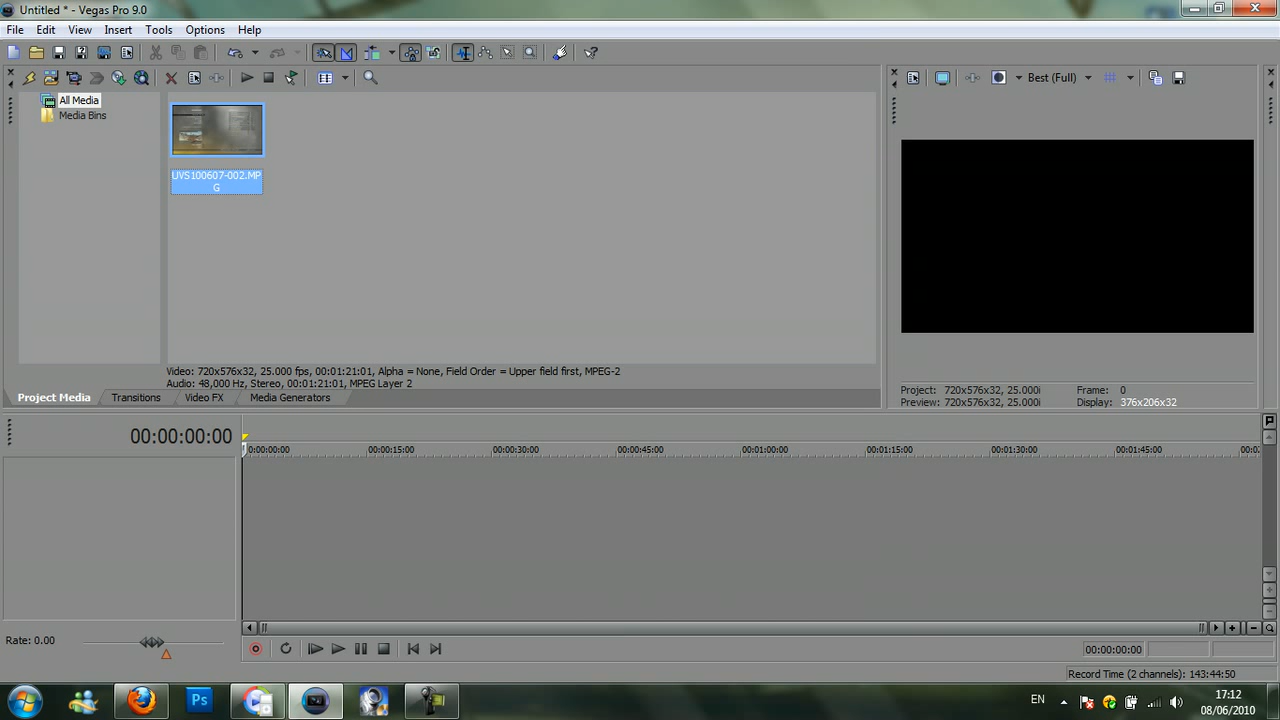 Untitled * - Vegas Pro 9.0
File Edit View Insert Tools Options Help
Best (Full)
All Media
Media Bins
UVS100607-002.MP
G
Video: 720x576x32, 25.000 fps, 00:01:21:01, Alpha = None, Field Order = Upper field first, MPEG-2
Audio: 48,000 Hz, Stereo, 00:01:21:01, MPEG Layer 2
Project Media Transitions Video FX Media Generators
Project: 720x576x32, 25.000i Frame: 0
Preview: 720x576x32, 25.000i Display: 376x206x32
00:00:00:00
0:00:00:00 00:00:15:00 00:00:30:00 00:00:45:00 00:01:00:00 00:01:15:00 00:01:30:00 00:01:45:00 00:0
Rate: 0.00
00:00:00:00
Record Time (2 channels): 143:44:50
Ps
EN
17:12
08/06/2010